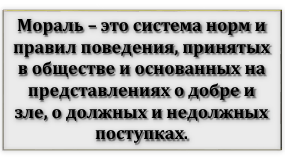 Мораль – это система норм и
правил поведения, принятых
в обществе и основанных на
представлениях о добре и
зле, о должных и недолжных
поступках.